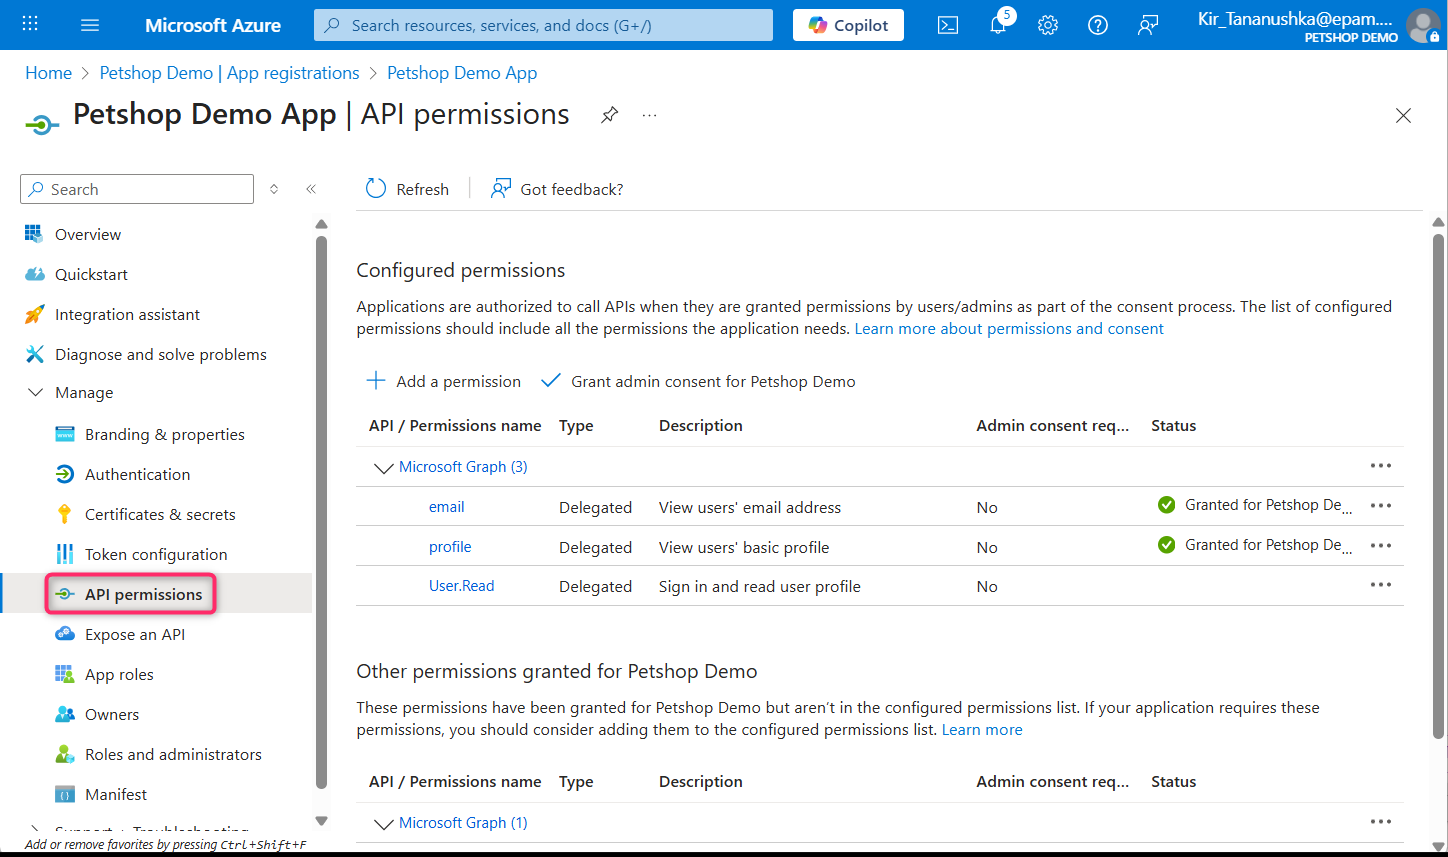 Microsoft Azure
Search resources, services, and docs (G+/)
Copilot
5
Kir_Tananushka@epam....
PETSHOP DEMO
Home > Petshop Demo | App registrations > Petshop Demo App
Petshop Demo App | API permissions
...
Search
Refresh
Got feedback?
Overview
Quickstart
Integration assistant
Diagnose and solve problems
Manage
Branding & properties
Authentication
Certificates & secrets
Token configuration
API permissions
Expose an API
App roles
Owners
Roles and administrators
Manifest
Support + Troubleshooting
Add or remove favorites by pressing Ctrl+Shift+F
Configured permissions
Applications are authorized to call APIs when they are granted permissions by users/admins as part of the consent process. The list of configured
permissions should include all the permissions the application needs. Learn more about permissions and consent
Add a permission
Grant admin consent for Petshop Demo
API / Permissions name Type Description Admin consent req... Status
Microsoft Graph (3)
email Delegated View users' email address No Granted for Petshop De...
profile Delegated View users' basic profile No Granted for Petshop De...
User.Read Delegated Sign in and read user profile No
Other permissions granted for Petshop Demo
These permissions have been granted for Petshop Demo but aren't in the configured permissions list. If your application requires these
permissions, you should consider adding them to the configured permissions list. Learn more
API / Permissions name Type Description Admin consent req... Status
Microsoft Graph (1)